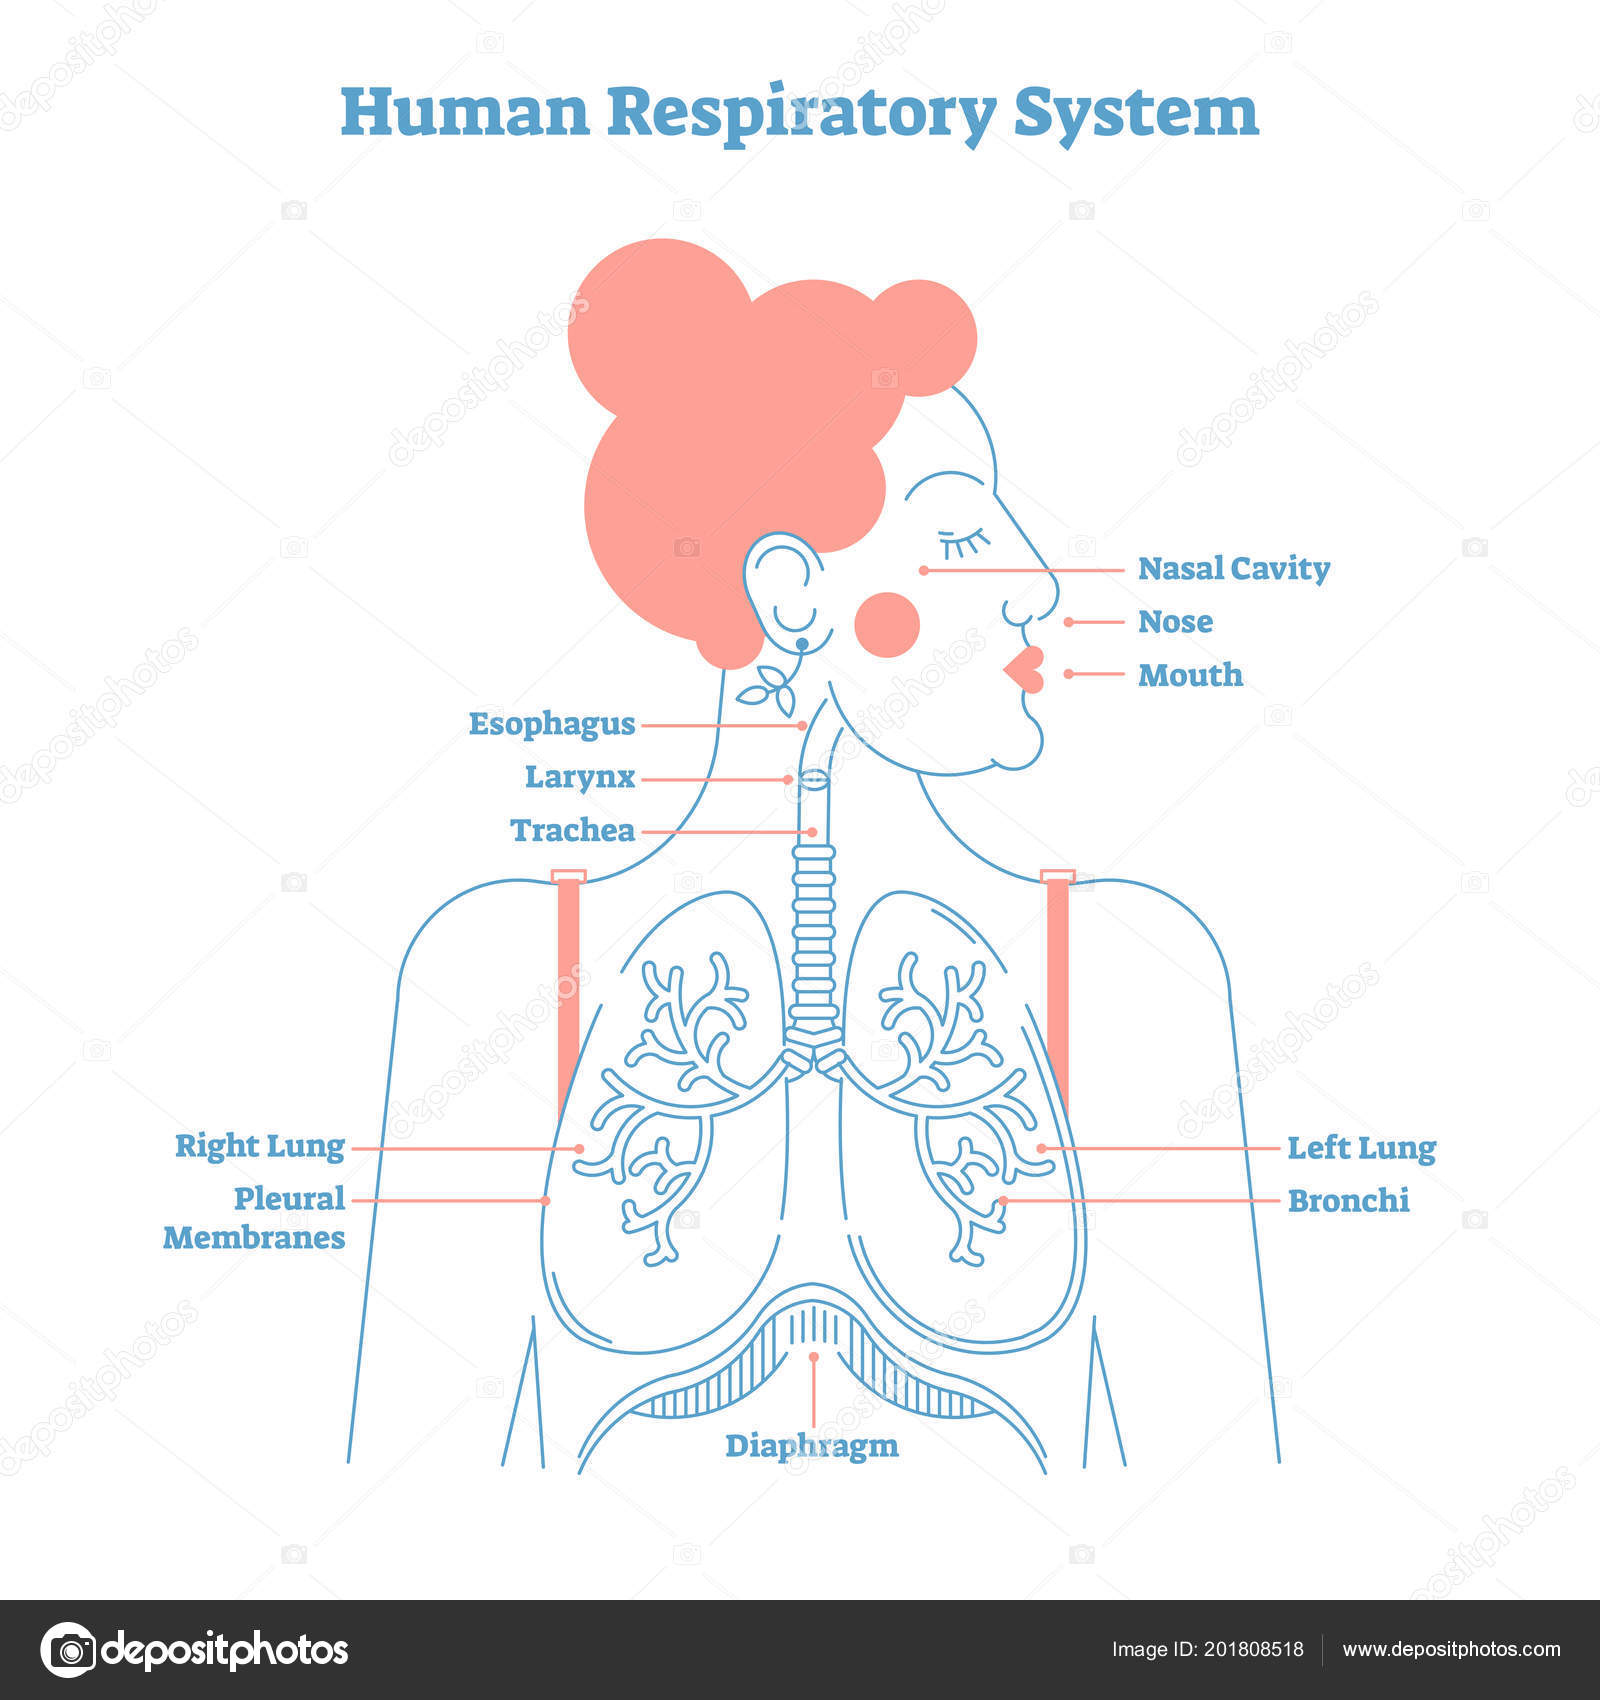 Human Respiratory System
Nasal Cavity
Nose
Mouth
Esophagus
Larynx
Trachea
Right Lung
Pleural
Membranes
Left Lung
Bronchi
Diaphragm
depositphotos
Image ID: 201808518
www.depositphotos.com